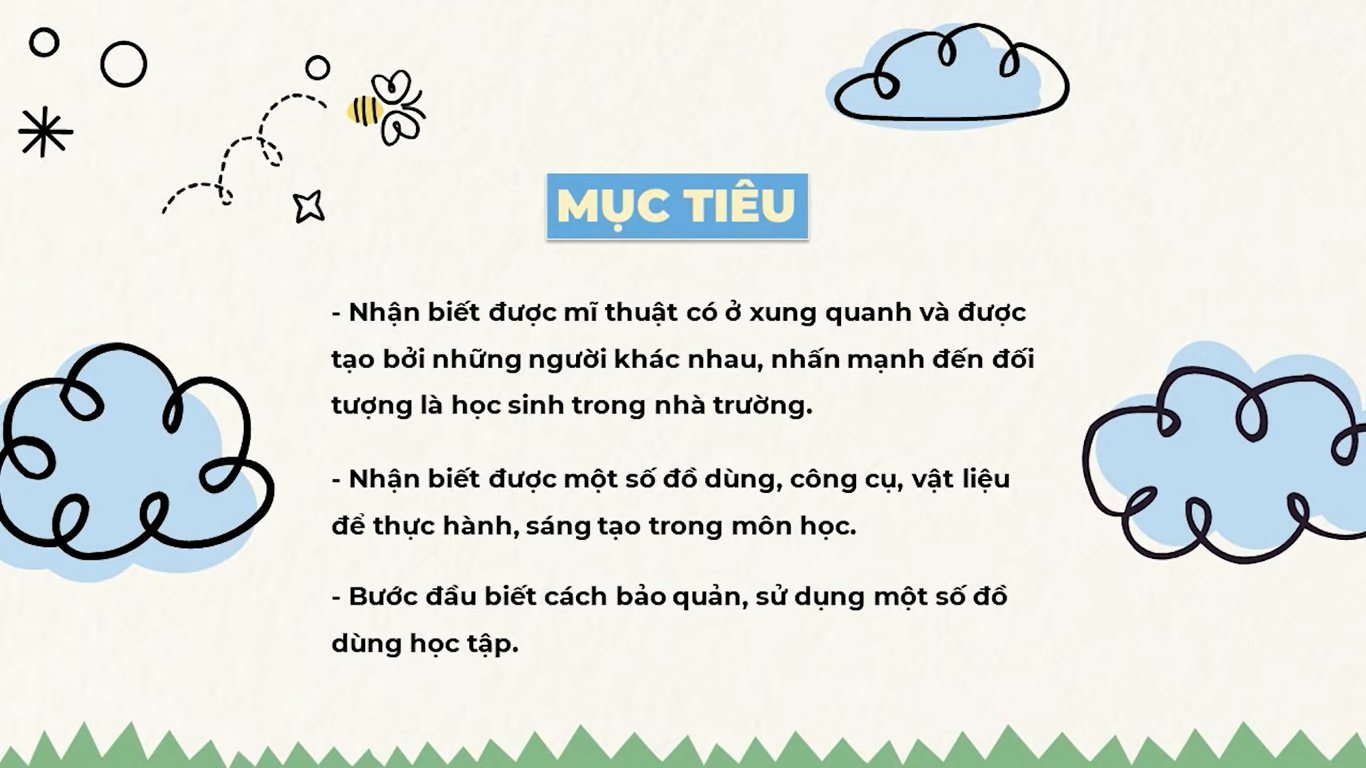 MỤC TIÊU
- Nhận biết được mĩ thuật có ở xung quanh và được
tạo bởi những người khác nhau, nhấn mạnh đến đối
tượng là học sinh trong nhà trường.
- Nhận biết được một số đồ dùng, công cụ, vật liệu
để thực hành, sáng tạo trong môn học.
- Bước đầu biết cách bảo quản, sử dụng một số đồ
dùng học tập.